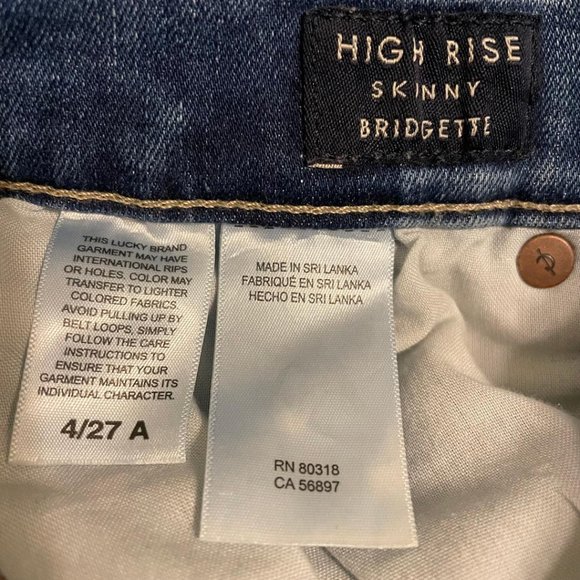 HIGH RISE
SKINNY
BRIDGETTE
THIS LUCKY BRAND
GARMENT MAY HAVE
INTERNATIONAL RIPS
OR HOLES. COLOR MAY
TRANSFER TO LIGHTER
COLORED FABRICS.
AVOID PULLING UP BY
BELT LOOPS, SIMPLY
FOLLOW THE CARE
INSTRUCTIONS TO
ENSURE THAT YOUR
GARMENT MAINTAINS ITS
INDIVIDUAL CHARACTER.
4/27 A
MADE IN SRI LANKA
FABRIQUÉ EN SRI LANKA
HECHO EN SRI LANKA
RN 80318
CA 56897